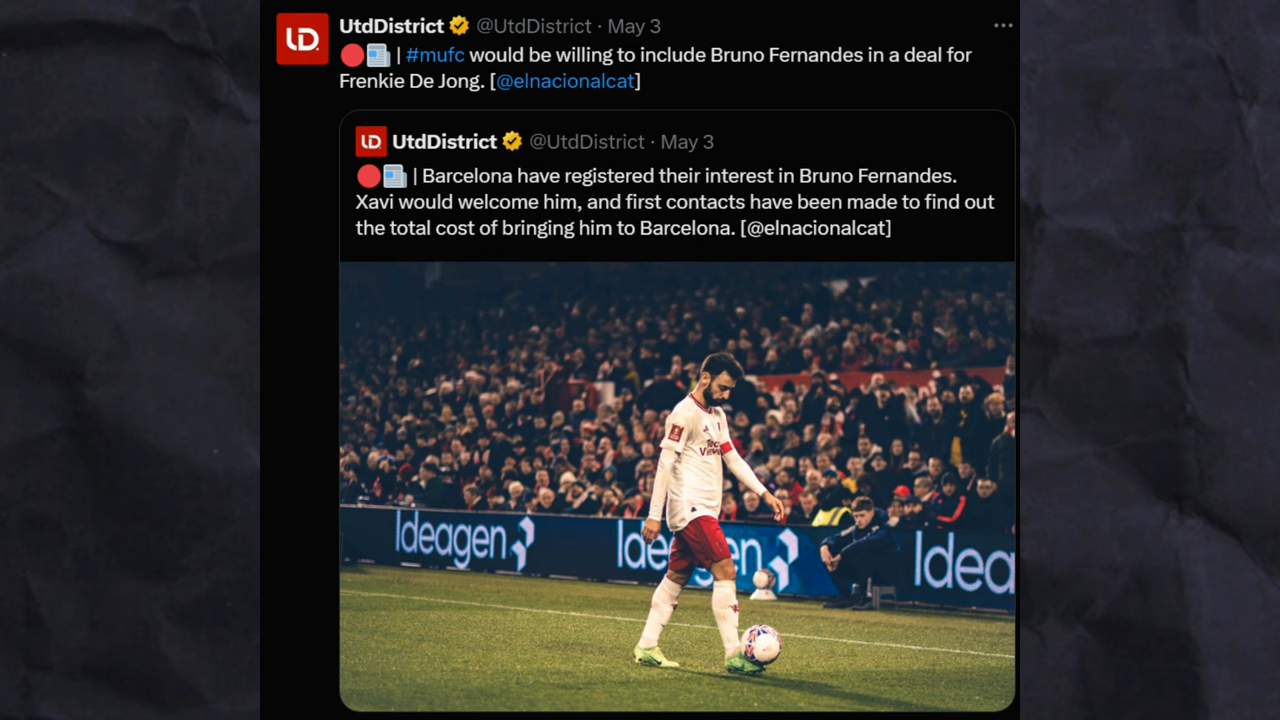 UtdDistrict @UtdDistrict · May 3
🔴📰 | #mufc would be willing to include Bruno Fernandes in a deal for
Frenkie De Jong. [@elnacionalcat]
UtdDistrict @UtdDistrict · May 3
🔴📰 | Barcelona have registered their interest in Bruno Fernandes.
Xavi would welcome him, and first contacts have been made to find out
the total cost of bringing him to Barcelona. [@elnacionalcat]
Ideagen
Ideagen
Idea